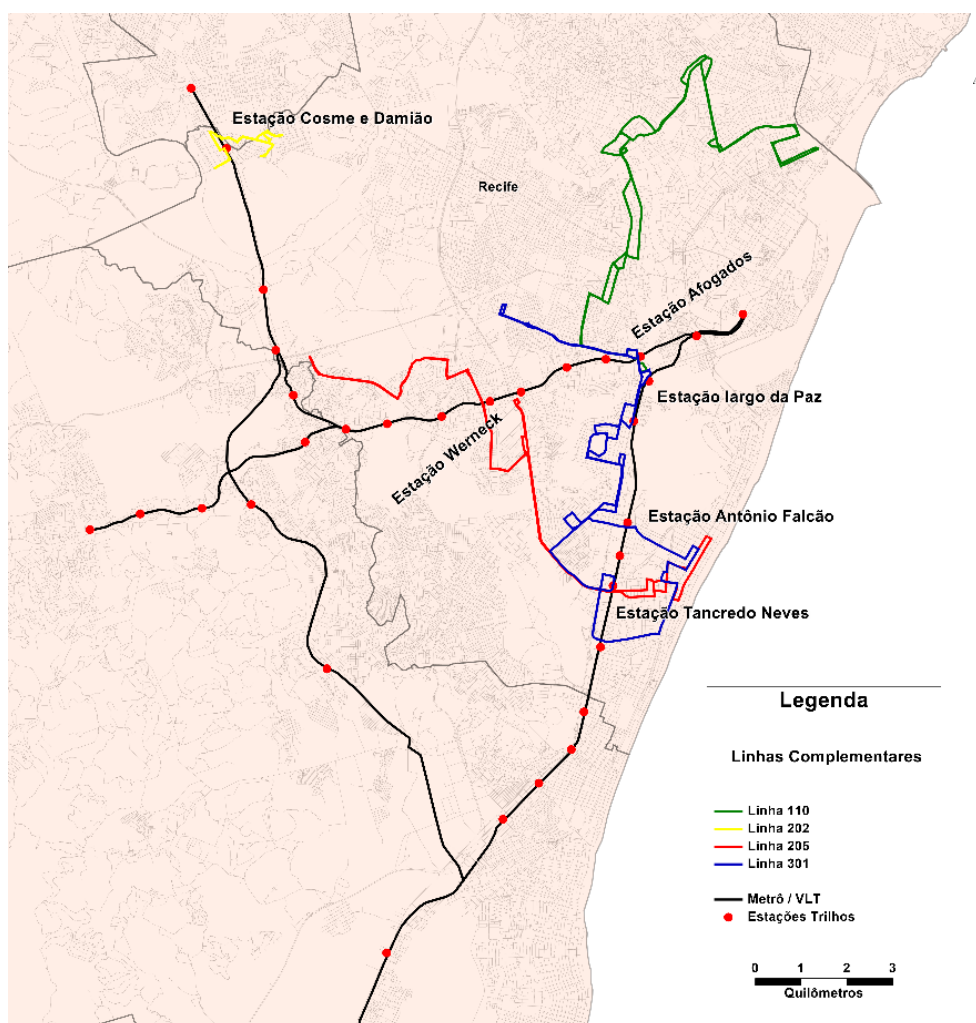 Estação Cosme e Damião
Recife
Estação Afogados
Estação largo da Paz
Estação Werneck
Estação Antônio Falcão
Estação Tancredo Neves
Legenda
Linhas Complementares
Linha 110
Linha 202
Linha 205
Linha 301
Metrô / VLT
Estações Trilhos
0 1 2 3
Quilômetros